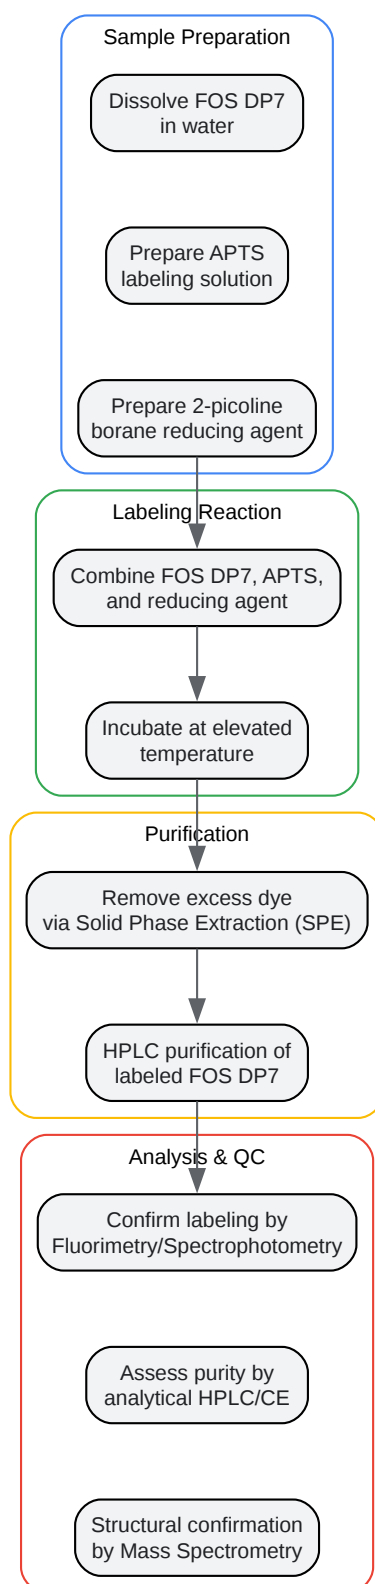 Sample Preparation
Dissolve FOS DP7
in water
Prepare APTS
labeling solution
Prepare 2-picoline
borane reducing agent
Labeling Reaction
Combine FOS DP7, APTS,
and reducing agent
Incubate at elevated
temperature
Purification
Remove excess dye
via Solid Phase Extraction (SPE)
HPLC purification of
labeled FOS DP7
Analysis & QC
Confirm labeling by
Fluorimetry/Spectrophotometry
Assess purity by
analytical HPLC/CE
Structural confirmation
by Mass Spectrometry